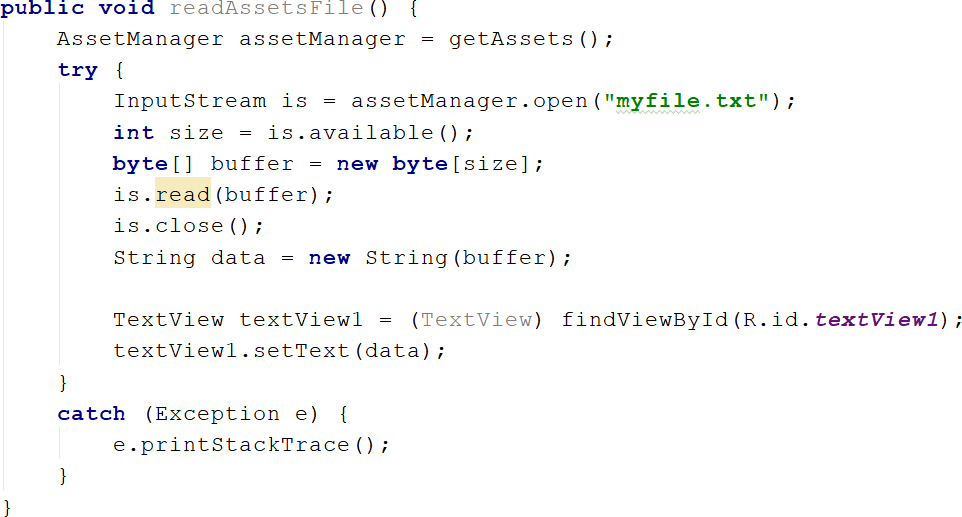 public void readAssetsFile() {
AssetManager assetManager = getAssets();
try {
InputStream is = assetManager.open("myfile.txt");
int size = is.available();
byte[] buffer = new byte[size];
is.read(buffer);
is.close();
String data = new String(buffer);
TextView textView1 = (TextView) findViewById(R.id.textView1);
textView1.setText(data);
}
catch (Exception e) {
e.printStackTrace();
}
}